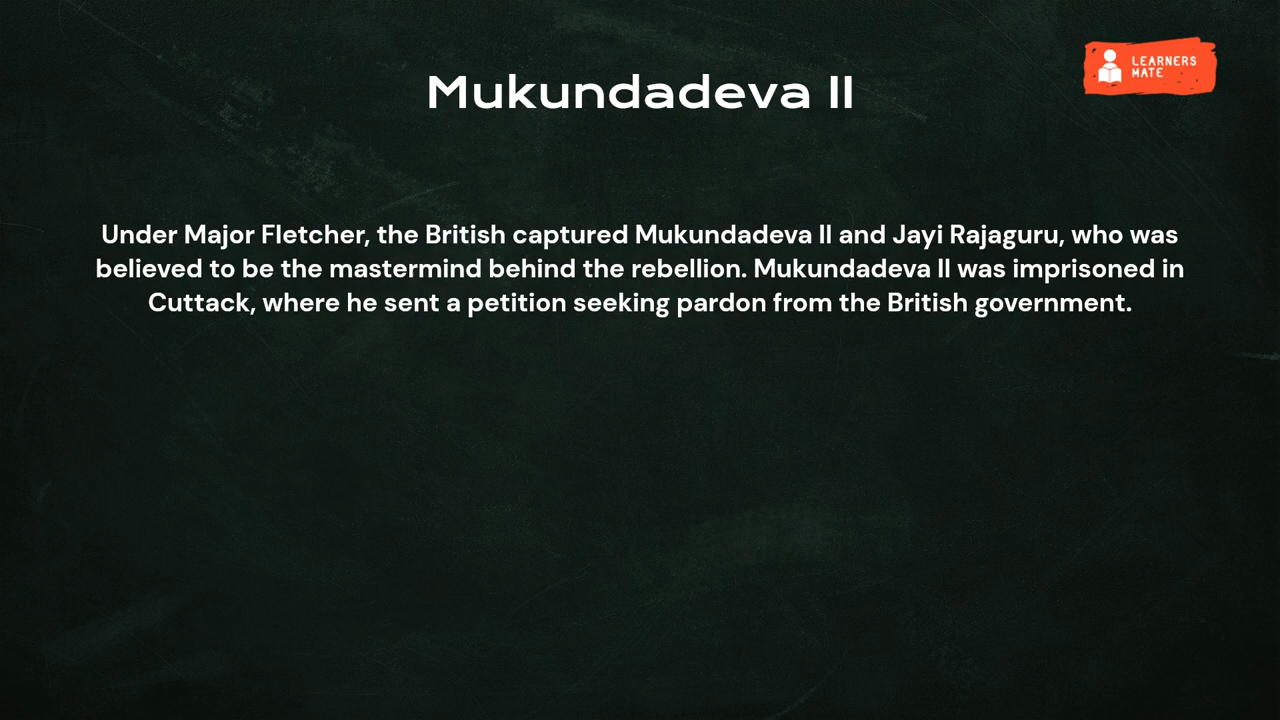 Mukundadeva II
LEARNERS
MATE
Under Major Fletcher, the British captured Mukundadeva II and Jayi Rajaguru, who was
believed to be the mastermind behind the rebellion. Mukundadeva II was imprisoned in
Cuttack, where he sent a petition seeking pardon from the British government.